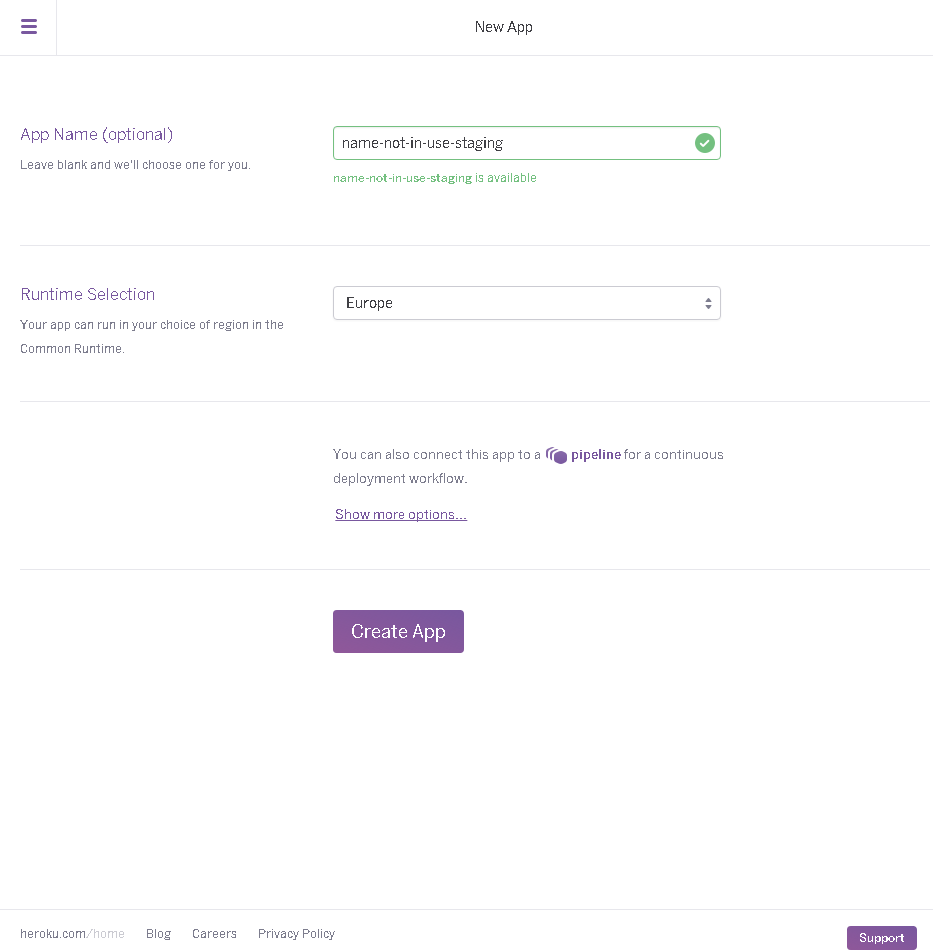 New App
App Name (optional)
Leave blank and we'll choose one for you.
name-not-in-use-staging
name-not-in-use-staging is available
Runtime Selection
Your app can run in your choice of region in the
Common Runtime.
Europe
You can also connect this app to a pipeline for a continuous
deployment workflow.
Show more options...
Create App
heroku.com/home Blog Careers Privacy Policy
Support